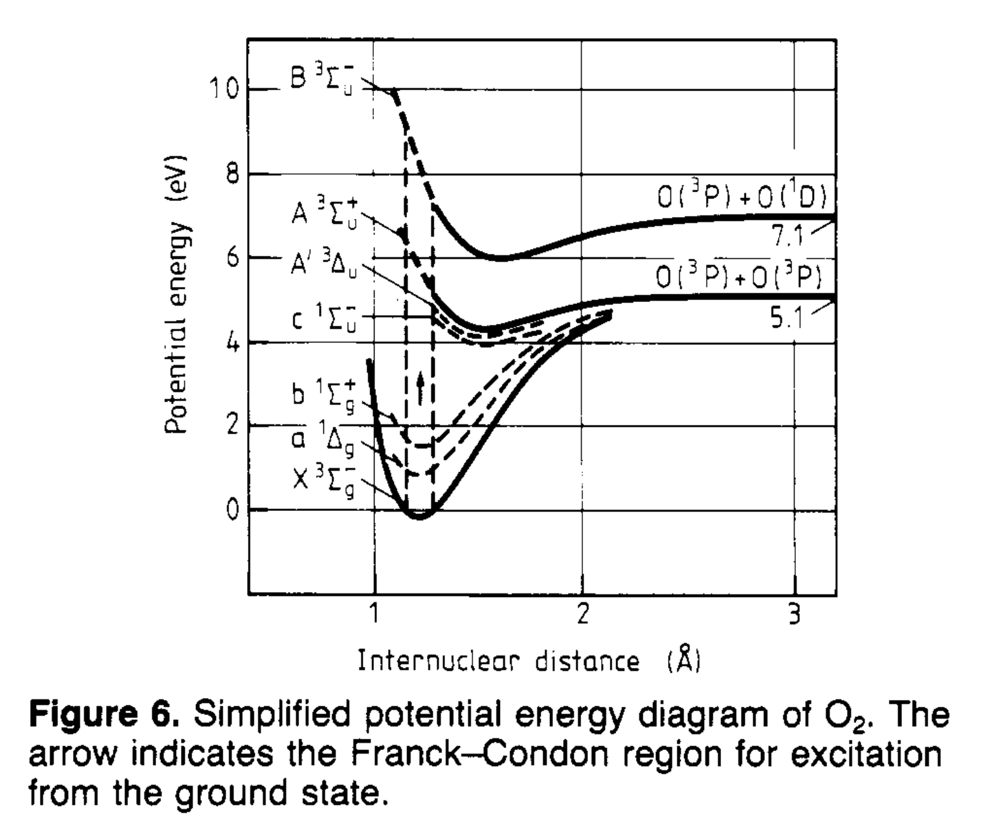 B ³Σᵤ⁻
10
8
O(³P) + O(¹D)
7.1
A ³Σᵤ⁺
6
A′ ³Δᵤ
O(³P) + O(³P)
5.1
c ¹Σᵤ⁻
4
b ¹Σg⁺
2
a ¹Δg
X ³Σg⁻
0
Potential energy (eV)
1 2 3
Internuclear distance (Å)
Figure 6. Simplified potential energy diagram of O₂. The
arrow indicates the Franck–Condon region for excitation
from the ground state.